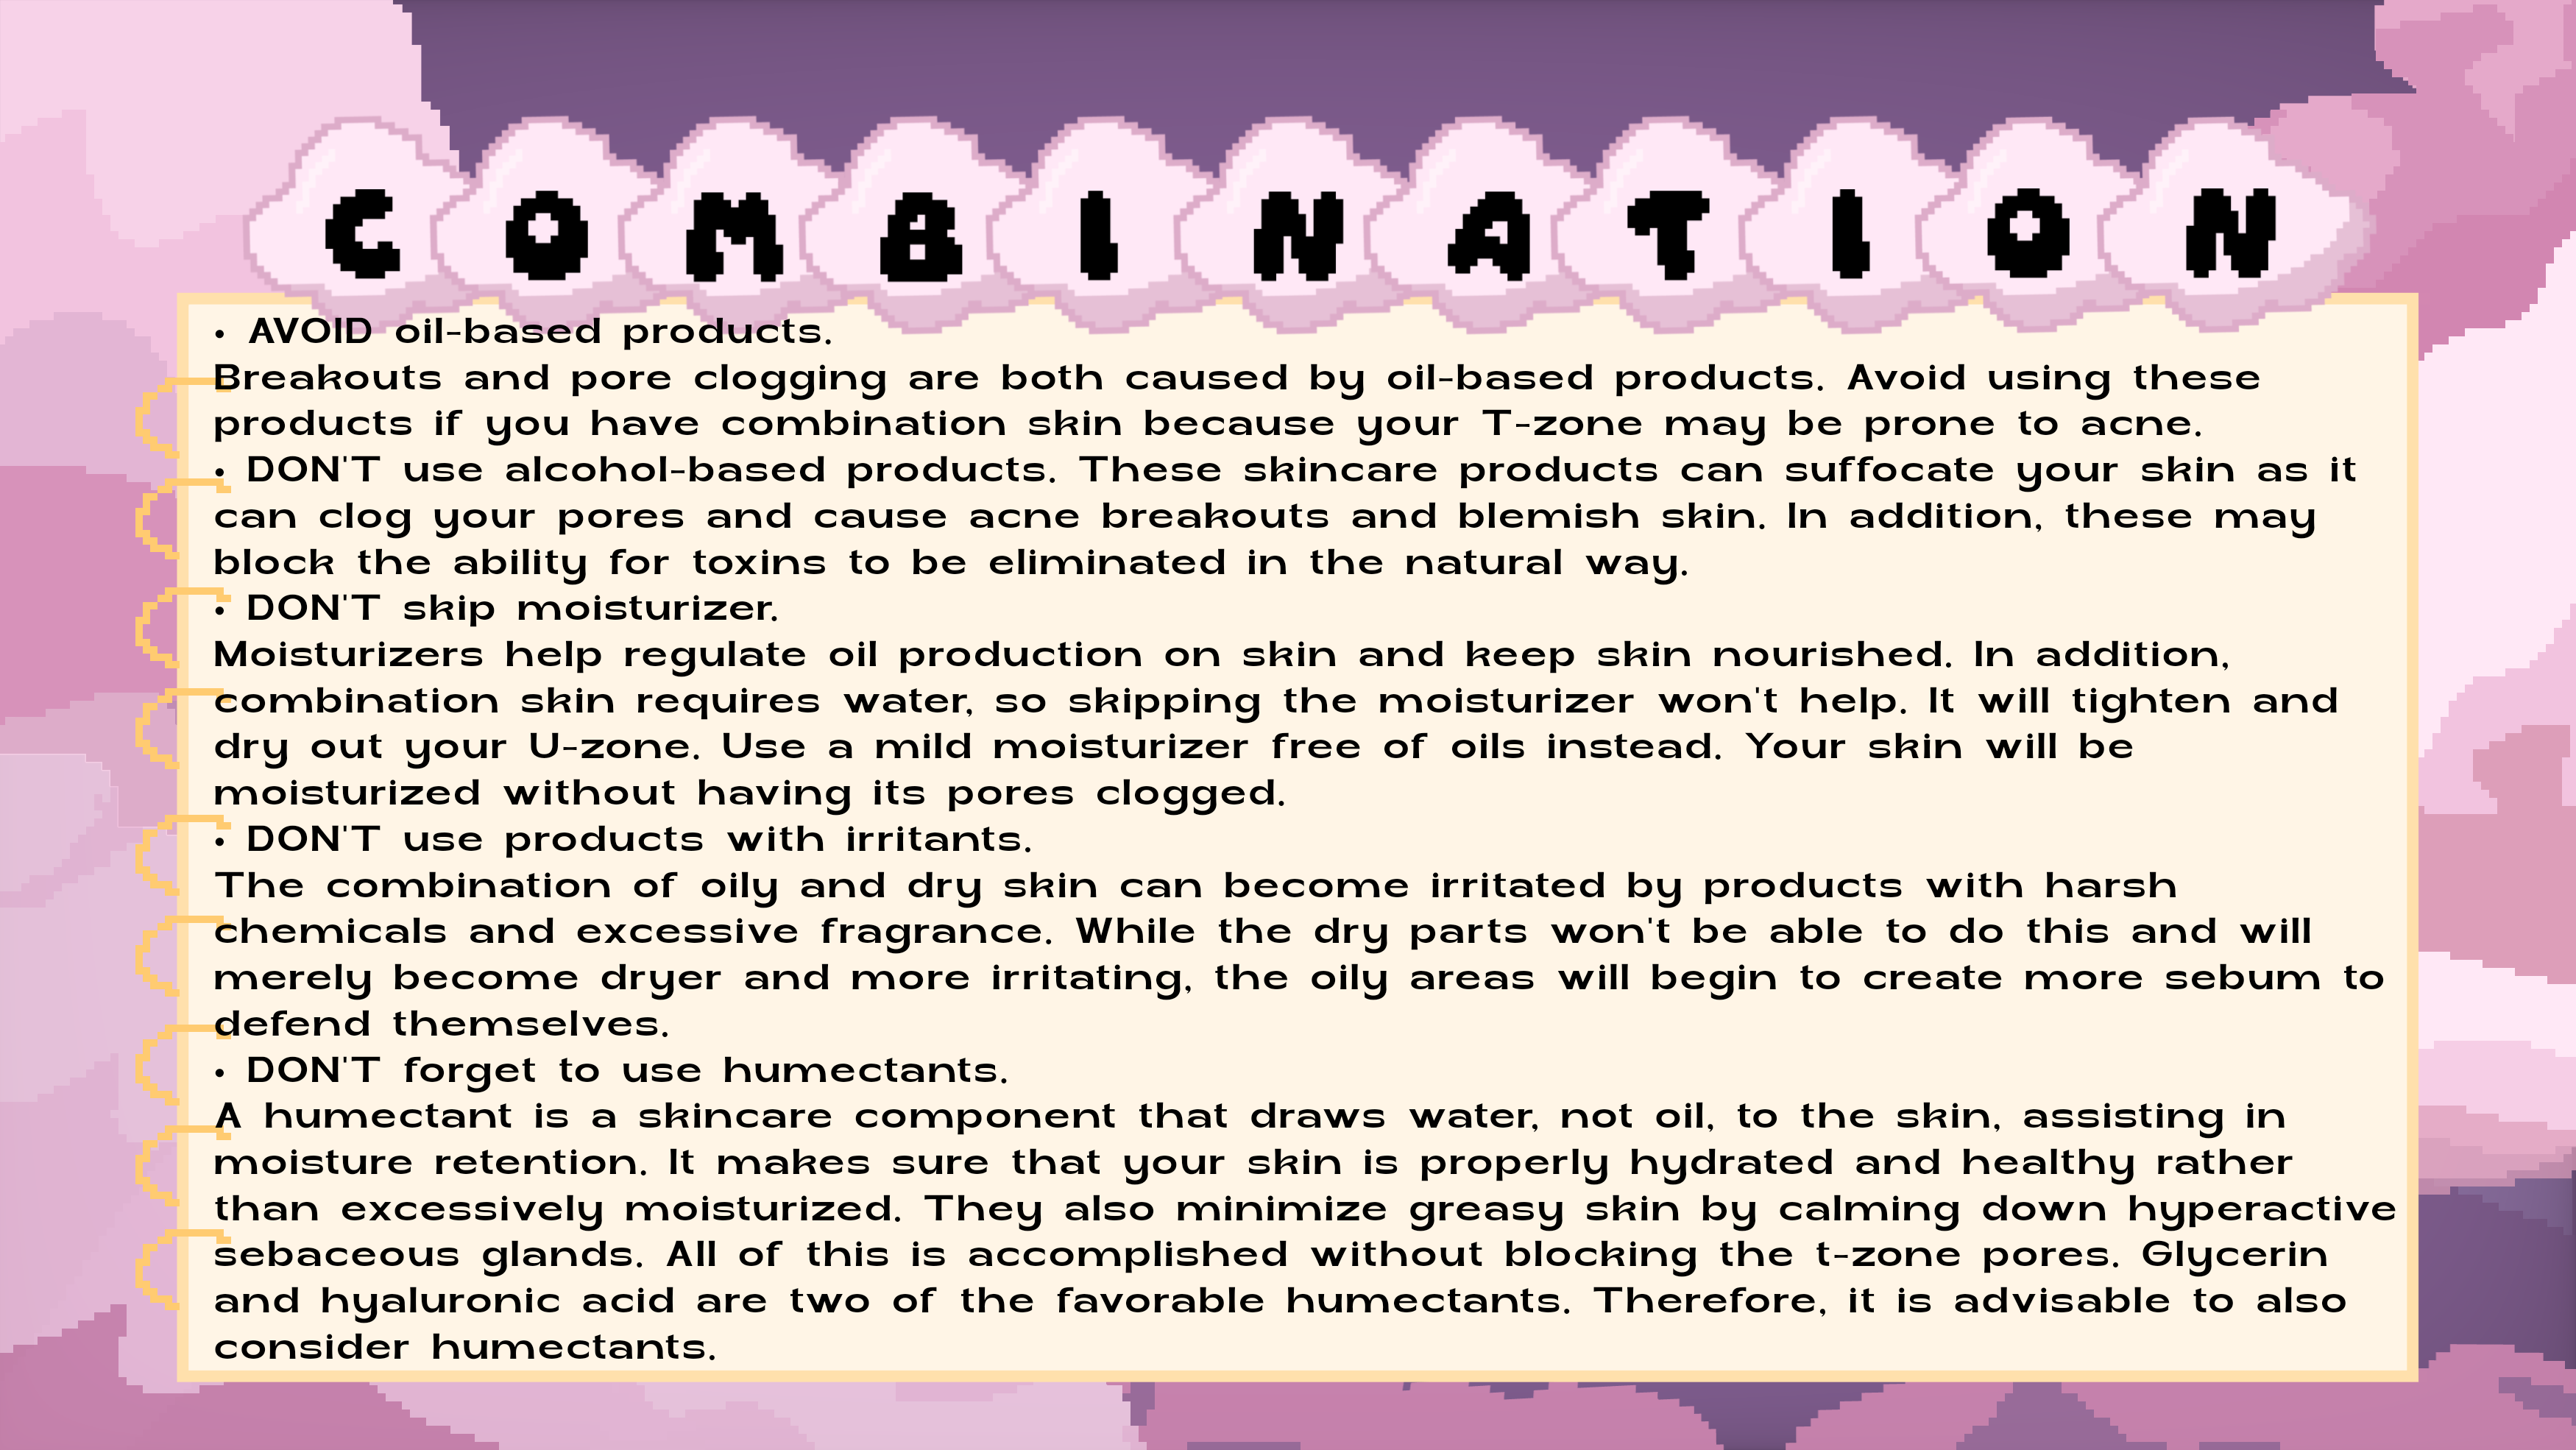 COMBINATION
• AVOID oil-based products.
Breakouts and pore clogging are both caused by oil-based products. Avoid using these
products if you have combination skin because your T-zone may be prone to acne.
• DON'T use alcohol-based products. These skincare products can suffocate your skin as it
can clog your pores and cause acne breakouts and blemish skin. In addition, these may
block the ability for toxins to be eliminated in the natural way.
• DON'T skip moisturizer.
Moisturizers help regulate oil production on skin and keep skin nourished. In addition,
combination skin requires water, so skipping the moisturizer won't help. It will tighten and
dry out your U-zone. Use a mild moisturizer free of oils instead. Your skin will be
moisturized without having its pores clogged.
• DON'T use products with irritants.
The combination of oily and dry skin can become irritated by products with harsh
chemicals and excessive fragrance. While the dry parts won't be able to do this and will
merely become dryer and more irritating, the oily areas will begin to create more sebum to
defend themselves.
• DON'T forget to use humectants.
A humectant is a skincare component that draws water, not oil, to the skin, assisting in
moisture retention. It makes sure that your skin is properly hydrated and healthy rather
than excessively moisturized. They also minimize greasy skin by calming down hyperactive
sebaceous glands. All of this is accomplished without blocking the t-zone pores. Glycerin
and hyaluronic acid are two of the favorable humectants. Therefore, it is advisable to also
consider humectants.